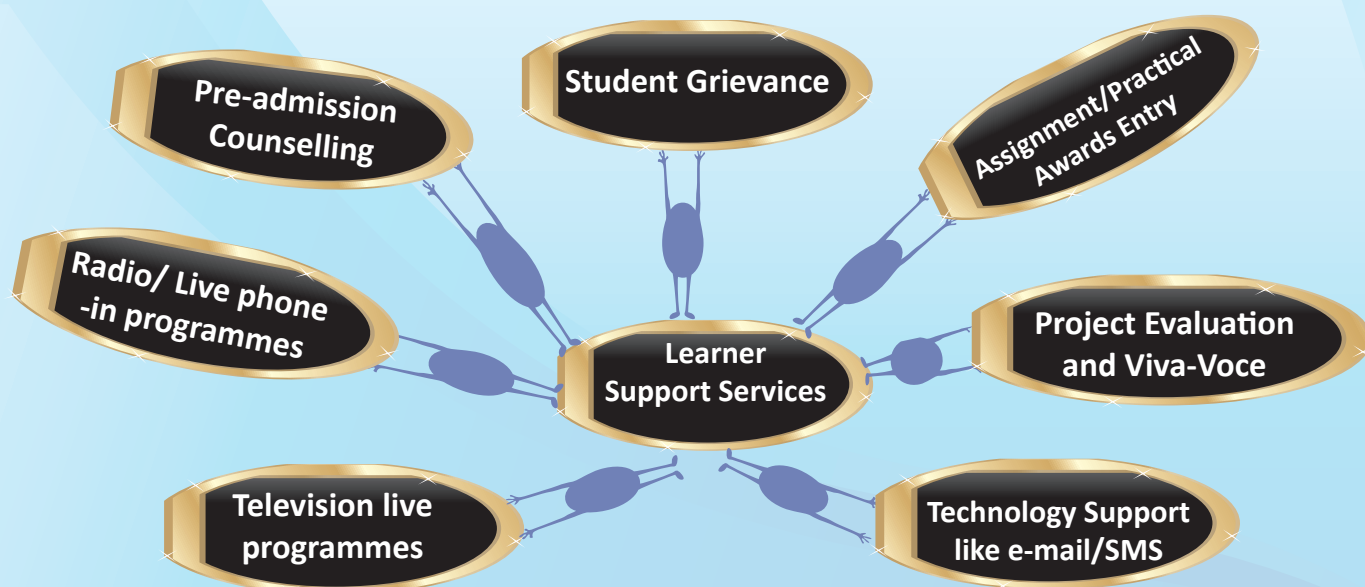 Student Grievance
Pre-admission
Counselling
Assignment/Practical
Awards Entry
Radio/ Live phone
-in programmes
Project Evaluation
and Viva-Voce
Learner
Support Services
Television live
programmes
Technology Support
like e-mail/SMS